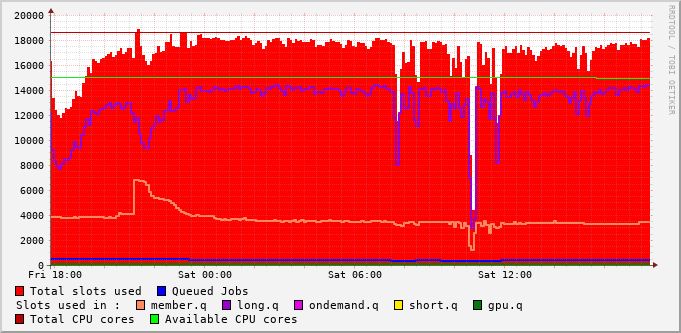 RRDTOOL / TOBI OETIKER
20000
18000
16000
14000
12000
10000
8000
6000
4000
2000
0
Fri 18:00 Sat 00:00 Sat 06:00 Sat 12:00
Total slots used Queued Jobs
Slots used in : member.q long.q ondemand.q short.q gpu.q
Total CPU cores Available CPU cores